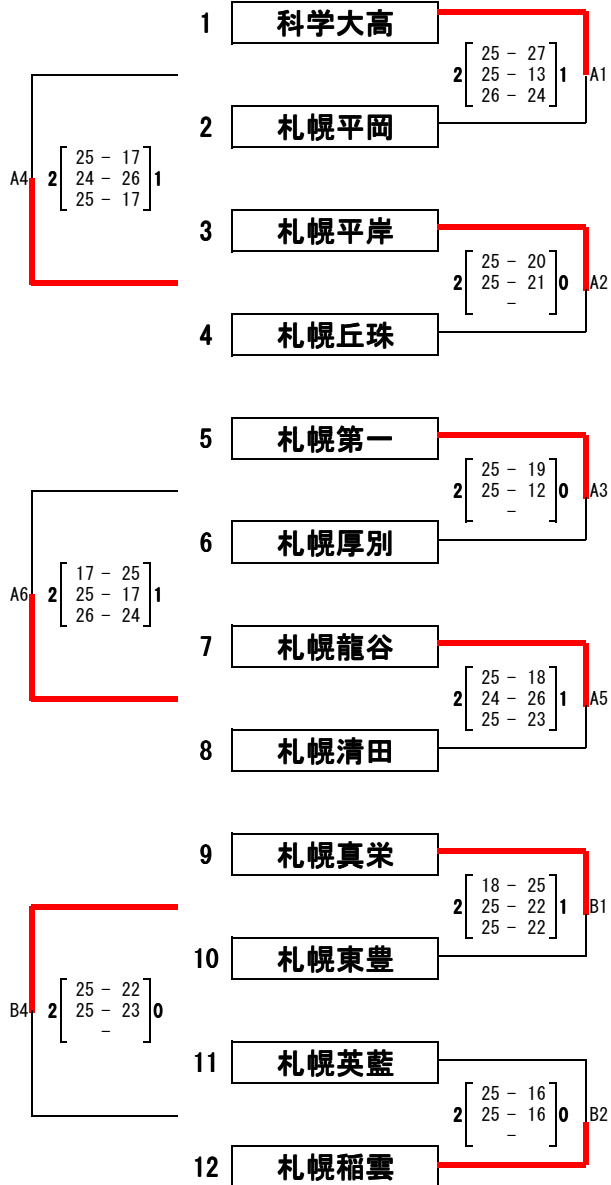 1 科学大高
2 [ 25 - 27 25 - 13 26 - 24 ] 1 A1
2 札幌平岡
A4 2 [ 25 - 17 24 - 26 25 - 17 ] 1
3 札幌平岸
2 [ 25 - 20 25 - 21 - ] 0 A2
4 札幌丘珠
5 札幌第一
2 [ 25 - 19 25 - 12 - ] 0 A3
6 札幌厚別
A6 2 [ 17 - 25 25 - 17 26 - 24 ] 1
7 札幌龍谷
2 [ 25 - 18 24 - 26 25 - 23 ] 1 A5
8 札幌清田
9 札幌真栄
2 [ 18 - 25 25 - 22 25 - 22 ] 1 B1
10 札幌東豊
B4 2 [ 25 - 22 25 - 23 - ] 0
11 札幌英藍
2 [ 25 - 16 25 - 16 - ] 0 B2
12 札幌稲雲